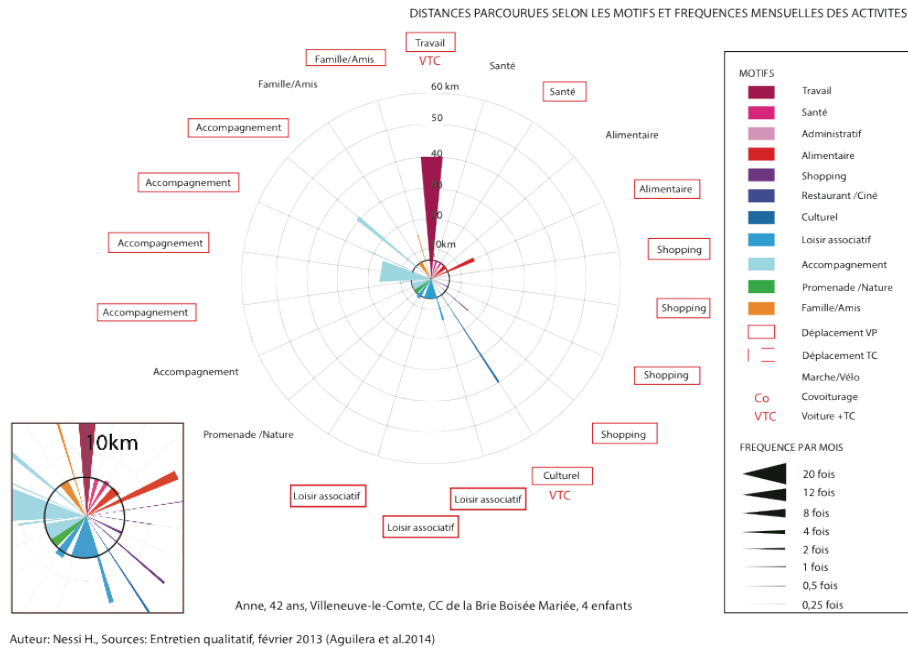 DISTANCES PARCOURUES SELON LES MOTIFS ET FREQUENCES MENSUELLES DES ACTIVITES
Travail
VTC
Santé
Santé
Alimentaire
Alimentaire
Shopping
Shopping
Shopping
Shopping
Culturel
VTC
Loisir associatif
Loisir associatif
Loisir associatif
Promenade /Nature
Accompagnement
Accompagnement
Accompagnement
Accompagnement
Accompagnement
Famille/Amis
Famille/Amis
60 km
50
40
30
20
0km
10km
MOTIFS
Travail
Santé
Administratif
Alimentaire
Shopping
Restaurant /Ciné
Culturel
Loisir associatif
Accompagnement
Promenade /Nature
Famille/Amis
Déplacement VP
Déplacement TC
Marche/Vélo
Co Covoiturage
VTC Voiture +TC
FREQUENCE PAR MOIS
20 fois
12 fois
8 fois
4 fois
2 fois
1 fois
0,5 fois
0,25 fois
Anne, 42 ans, Villeneuve-le-Comte, CC de la Brie Boisée Mariée, 4 enfants
Auteur: Nessi H., Sources: Entretien qualitatif, février 2013 (Aguilera et al.2014)